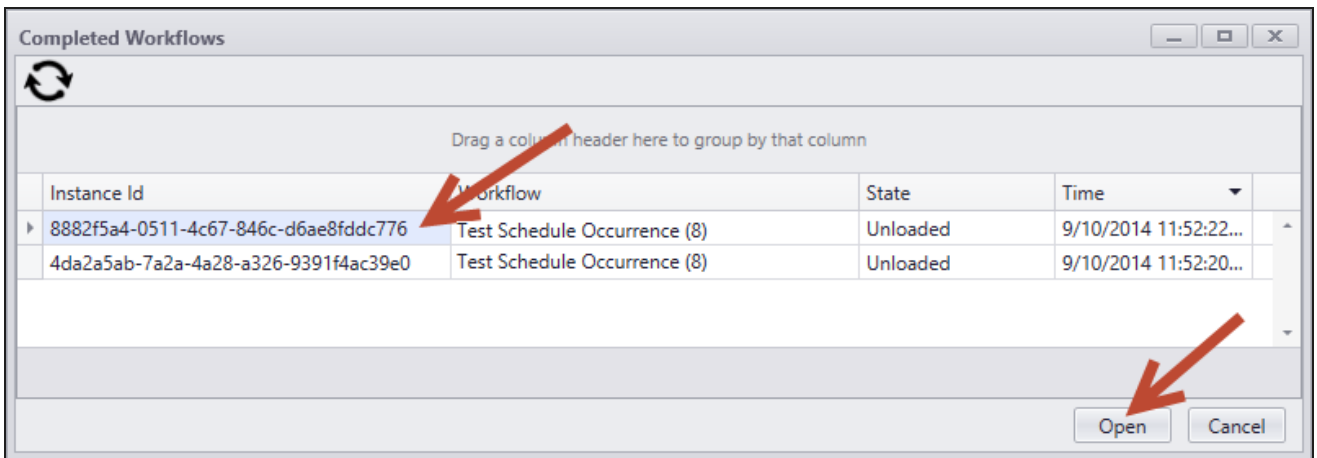 Completed Workflows
Drag a column header here to group by that column
Instance Id Workflow State Time
8882f5a4-0511-4c67-846c-d6ae8fddc776 Test Schedule Occurrence (8) Unloaded 9/10/2014 11:52:22...
4da2a5ab-7a2a-4a28-a326-9391f4ac39e0 Test Schedule Occurrence (8) Unloaded 9/10/2014 11:52:20...
Open Cancel